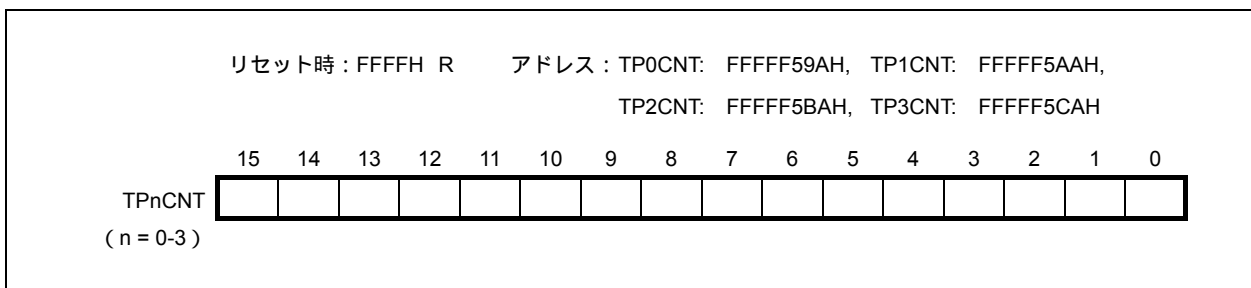 リセット時：FFFFH R アドレス：TP0CNT: FFFFF59AH, TP1CNT: FFFFF5AAH,
TP2CNT: FFFFF5BAH, TP3CNT: FFFFF5CAH
15 14 13 12 11 10 9 8 7 6 5 4 3 2 1 0
TPnCNT
（n = 0-3）